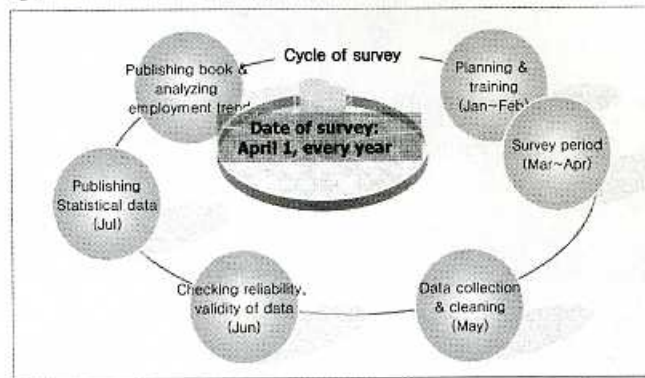 Cycle of survey
Planning &
training
(Jan~Feb)
Survey period
(Mar~Apr)
Data collection
& cleaning
(May)
Checking reliability,
validity of data
(Jun)
Publishing
Statistical data
(Jul)
Publishing book &
analyzing
employment trend
Date of survey:
April 1, every year